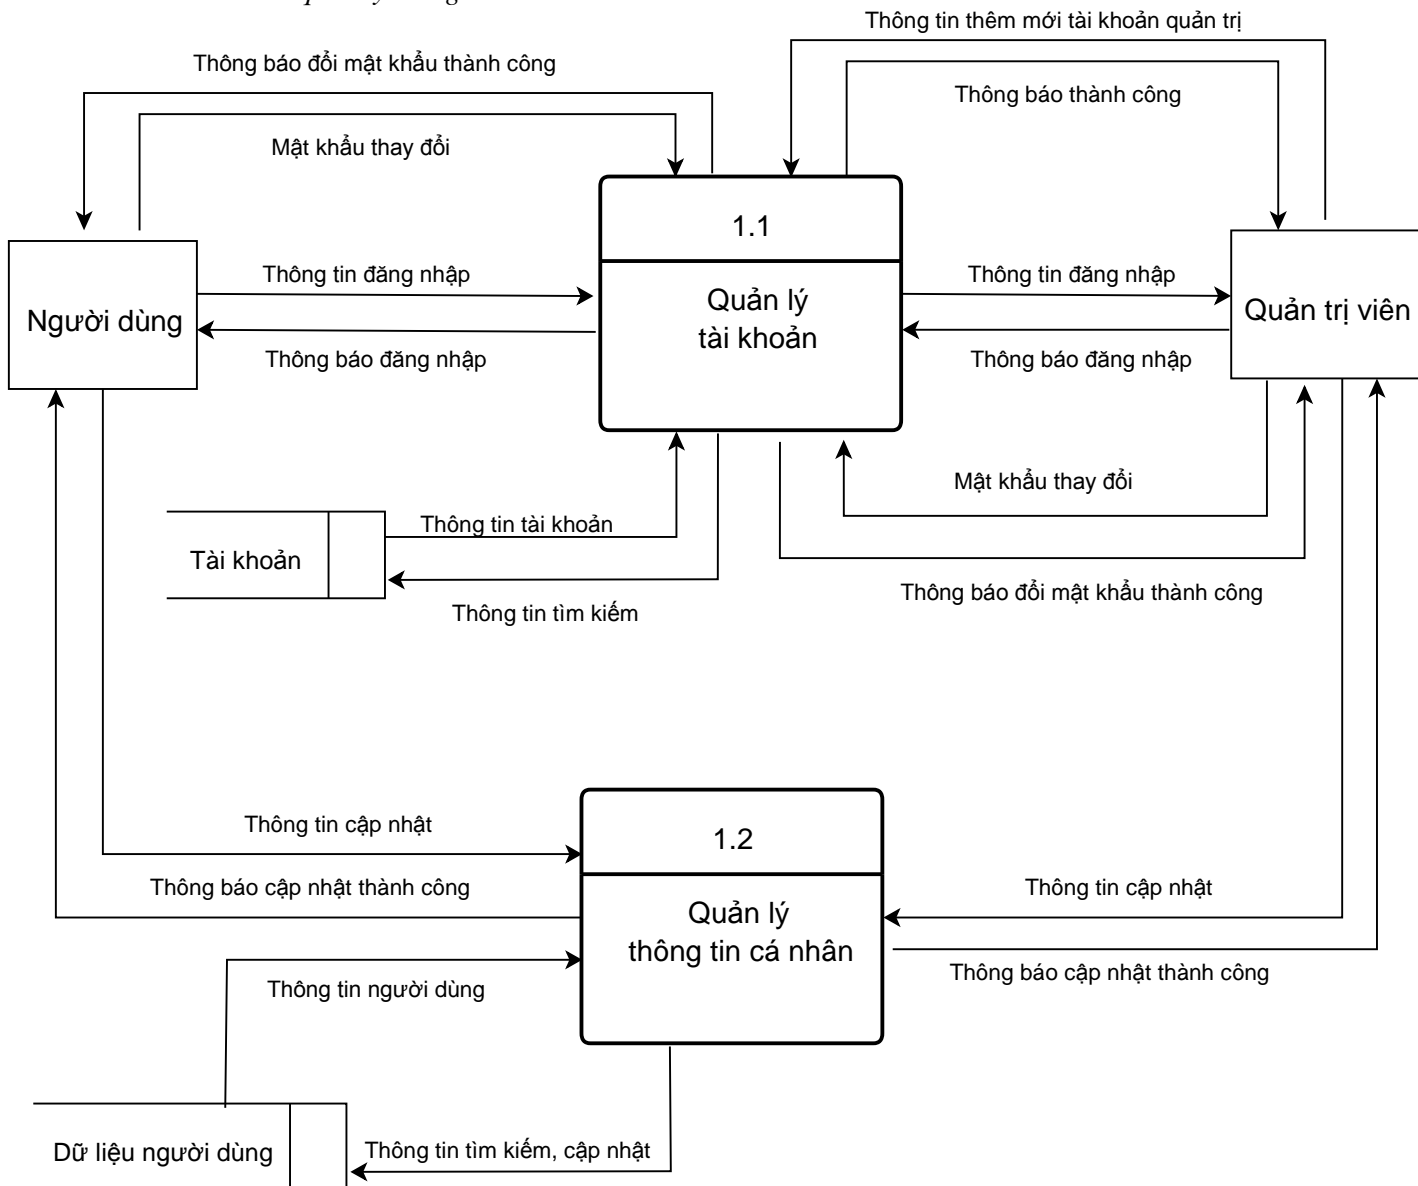 Thông tin thêm mới tài khoản quản trị
Thông báo đổi mật khẩu thành công
Thông báo thành công
Mật khẩu thay đổi
1.1
Thông tin đăng nhập
Thông tin đăng nhập
Người dùng
Quản lý
tài khoản
Quản trị viên
Thông báo đăng nhập
Thông báo đăng nhập
Mật khẩu thay đổi
Thông tin tài khoản
Tài khoản
Thông báo đổi mật khẩu thành công
Thông tin tìm kiếm
Thông tin cập nhật
1.2
Thông báo cập nhật thành công
Thông tin cập nhật
Quản lý
thông tin cá nhân
Thông báo cập nhật thành công
Thông tin người dùng
Dữ liệu người dùng
Thông tin tìm kiếm, cập nhật